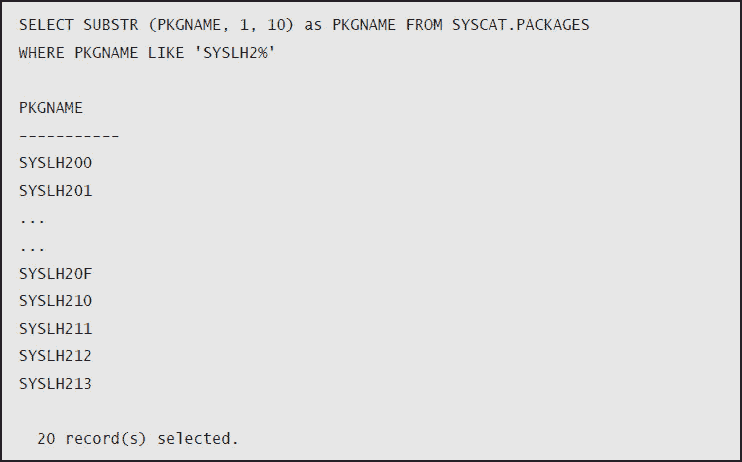 SELECT SUBSTR (PKGNAME, 1, 10) as PKGNAME FROM SYSCAT.PACKAGES
WHERE PKGNAME LIKE 'SYSLH2%'
PKGNAME
-----------
SYSLH200
SYSLH201
...
...
SYSLH20F
SYSLH210
SYSLH211
SYSLH212
SYSLH213
20 record(s) selected.